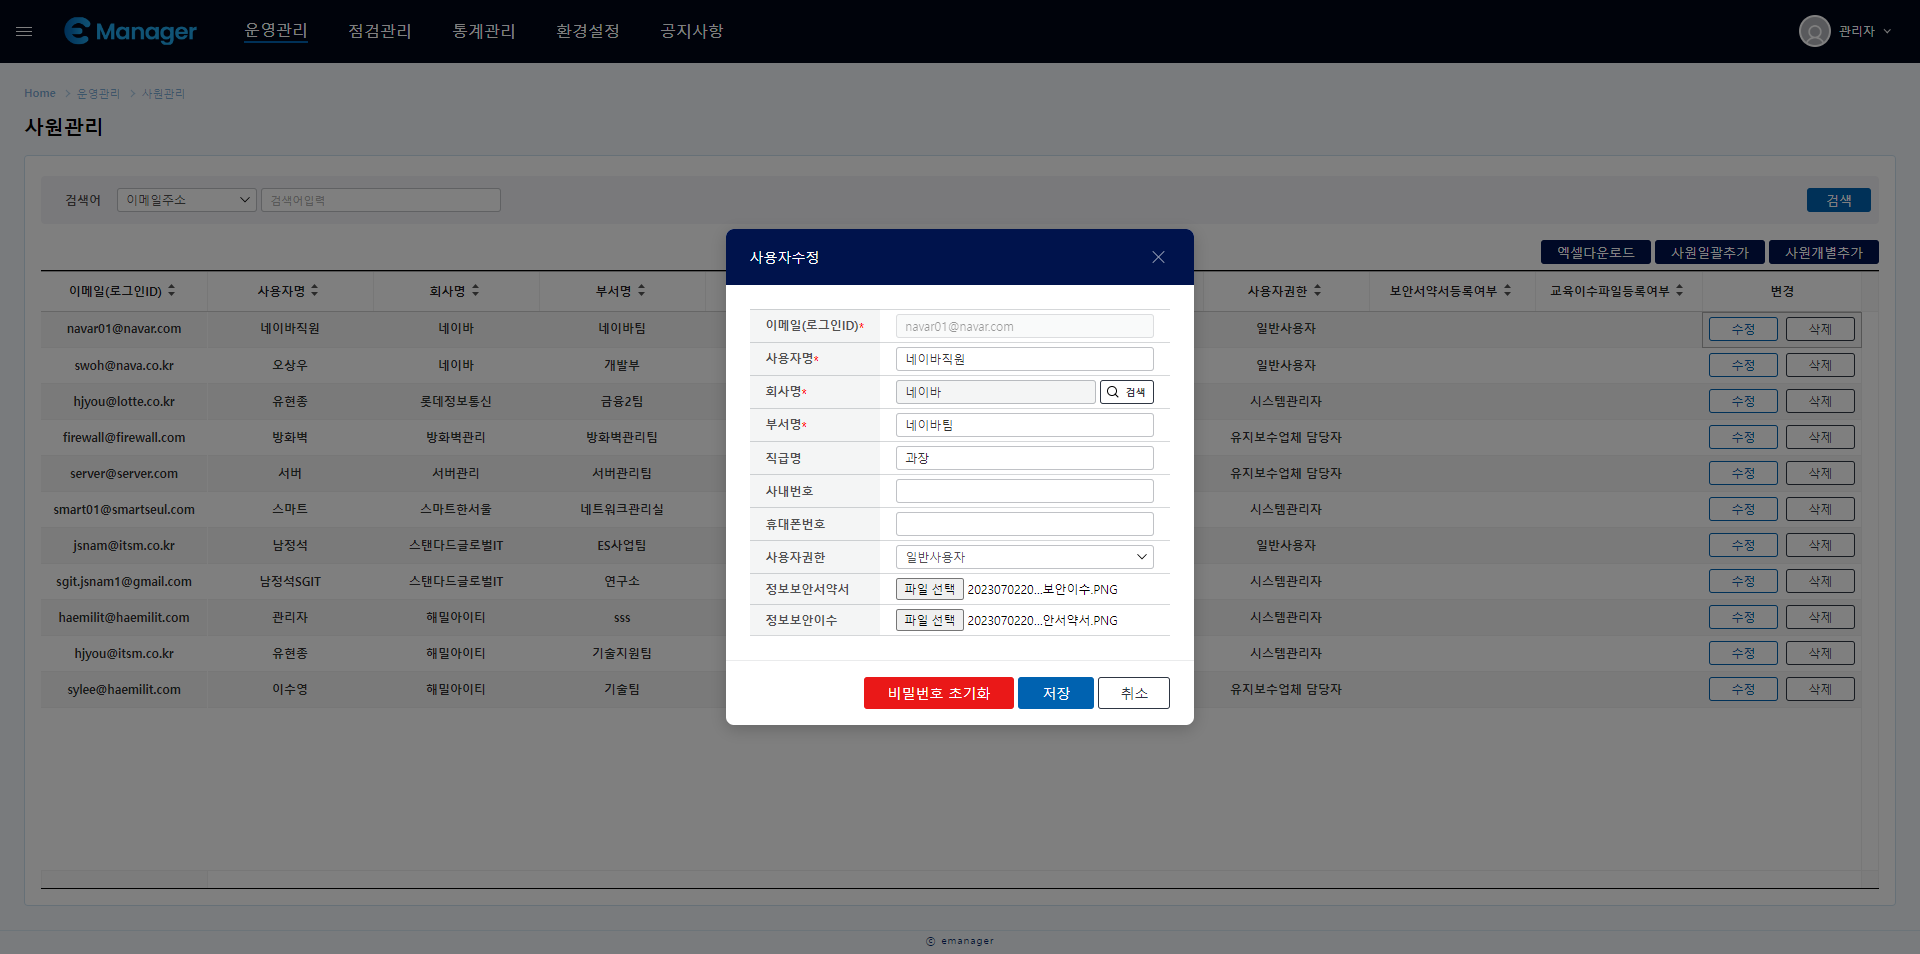 Manager 운영관리 점검관리 통계관리 환경설정 공지사항 관리자
Home 운영관리 사원관리
사원관리
검색어 이메일주소 검색어입력 검색
엑셀다운로드 사원일괄추가 사원개별추가
이메일(로그인ID) 사용자명 회사명 부서명 사용자권한 보안서약서등록여부 교육이수파일등록여부 변경
navar01@navar.com 네이바직원 네이바 네이바팀 일반사용자 수정 삭제
swoh@nava.co.kr 오상우 네이바 개발부 일반사용자 수정 삭제
hjyou@lotte.co.kr 유현종 롯데정보통신 금융2팀 시스템관리자 수정 삭제
firewall@firewall.com 방화벽 방화벽관리 방화벽관리팀 유지보수업체 담당자 수정 삭제
server@server.com 서버 서버관리 서버관리팀 유지보수업체 담당자 수정 삭제
smart01@smartseul.com 스마트 스마트한서울 네트워크관리실 시스템관리자 수정 삭제
jsnam@itsm.co.kr 남정석 스탠다드글로벌IT ES사업팀 일반사용자 수정 삭제
sgit.jsnam1@gmail.com 남정석SGIT 스탠다드글로벌IT 연구소 시스템관리자 수정 삭제
haemilit@haemilit.com 관리자 해밀아이티 sss 시스템관리자 수정 삭제
hjyou@itsm.co.kr 유현종 해밀아이티 기술지원팀 시스템관리자 수정 삭제
sylee@haemilit.com 이수영 해밀아이티 기술팀 유지보수업체 담당자 수정 삭제
사용자수정
이메일(로그인ID)* navar01@navar.com
사용자명* 네이바직원
회사명* 네이바 검색
부서명* 네이바팀
직급명 과장
사내번호
휴대폰번호
사용자권한 일반사용자
정보보안서약서 파일 선택 2023070220...보안이수.PNG
정보보안이수 파일 선택 2023070220...안서약서.PNG
비밀번호 초기화 저장 취소
ⓒ emanager